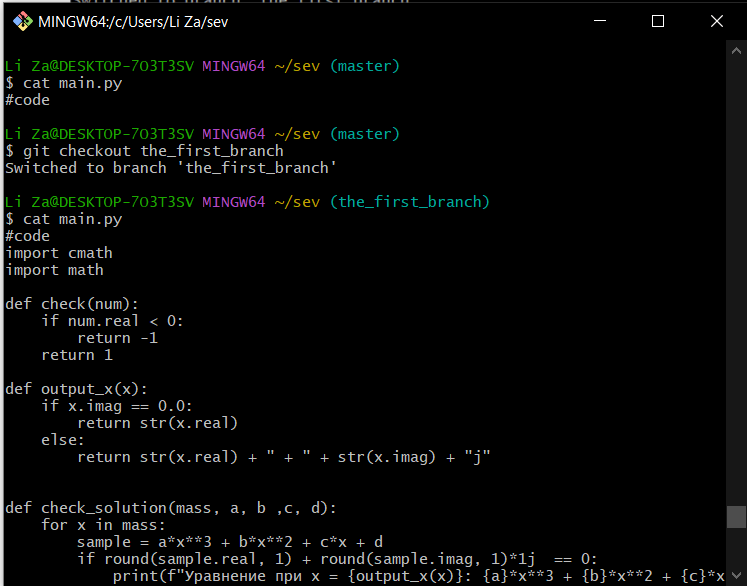 MINGW64:/c/Users/Li Za/sev
Li Za@DESKTOP-7O3T3SV MINGW64 ~/sev (master)
$ cat main.py
#code
Li Za@DESKTOP-7O3T3SV MINGW64 ~/sev (master)
$ git checkout the_first_branch
Switched to branch 'the_first_branch'
Li Za@DESKTOP-7O3T3SV MINGW64 ~/sev (the_first_branch)
$ cat main.py
#code
import cmath
import math
def check(num):
    if num.real < 0:
        return -1
    return 1
def output_x(x):
    if x.imag == 0.0:
        return str(x.real)
    else:
        return str(x.real) + " + " + str(x.imag) + "j"
def check_solution(mass, a, b ,c, d):
    for x in mass:
        sample = a*x**3 + b*x**2 + c*x + d
        if round(sample.real, 1) + round(sample.imag, 1)*1j  == 0:
            print(f"Уравнение при x = {output_x(x)}: {a}*x**3 + {b}*x**2 + {c}*x